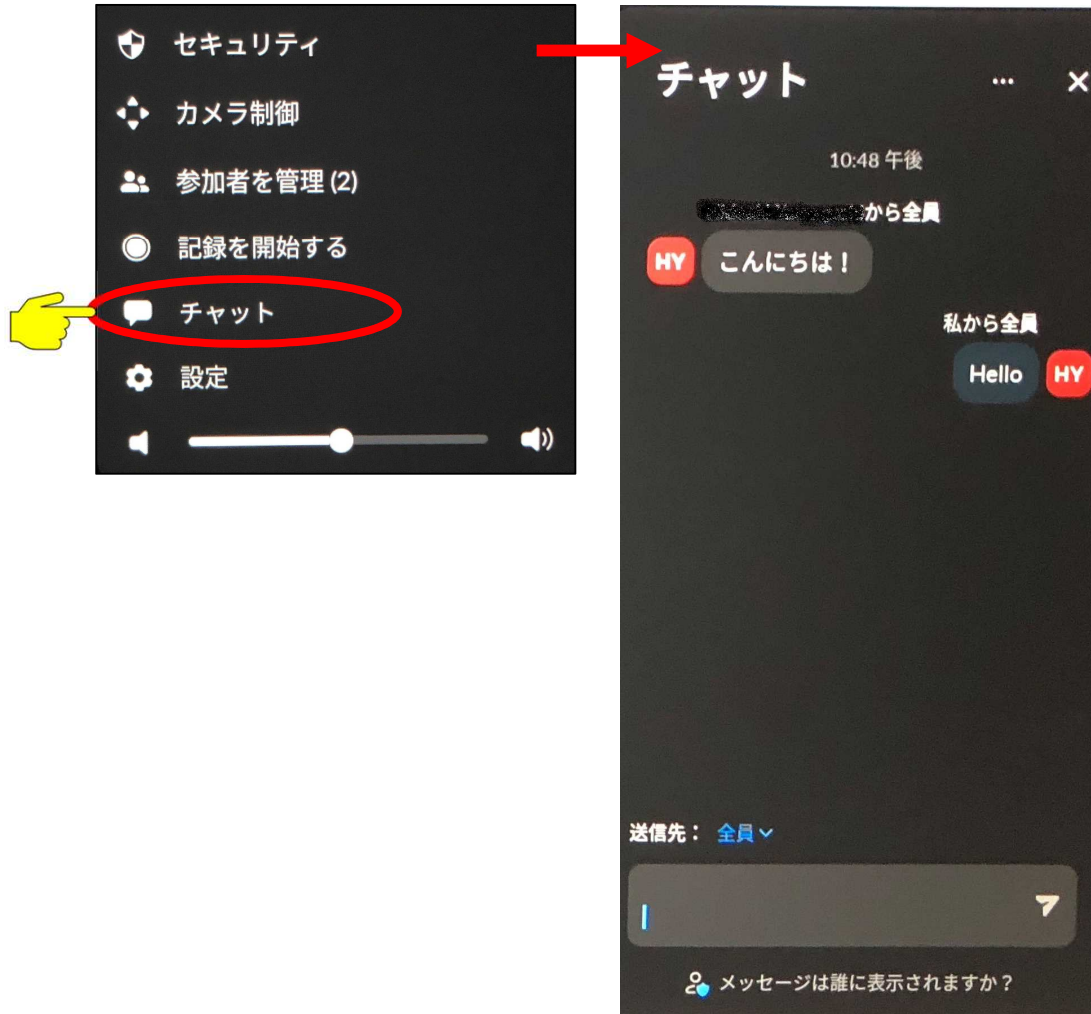 セキュリティ
カメラ制御
参加者を管理 (2)
記録を開始する
チャット
設定
チャット
10:48 午後
から全員
HY こんにちは！
私から全員
Hello HY
送信先： 全員
メッセージは誰に表示されますか？